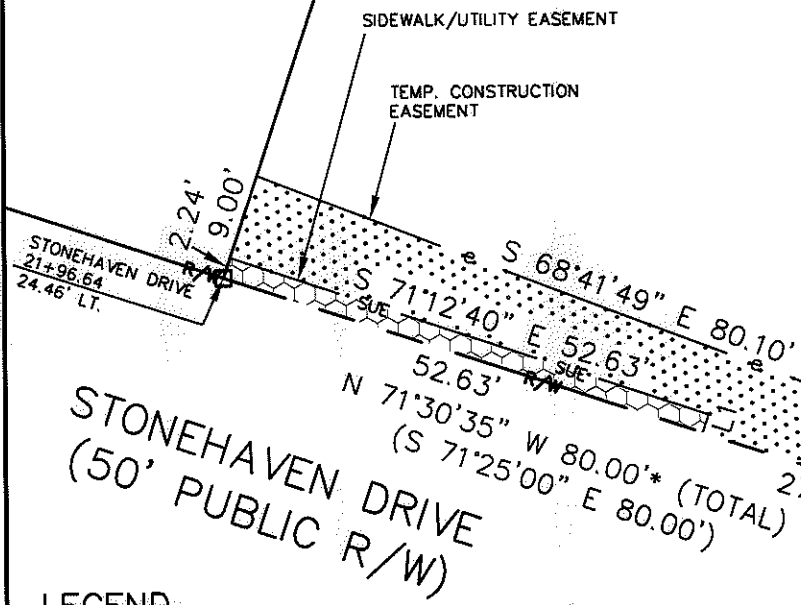 SIDEWALK/UTILITY EASEMENT
TEMP. CONSTRUCTION
EASEMENT
2.24'
9.00'
STONEHAVEN DRIVE
21+96.64
24.46' LT.
R/W
e S 68°41'49" E 80.10'
e
S 71°12'40" E 52.63'
SUE
SUE
52.63'
R/W
N 71°30'35" W 80.00'* (TOTAL)
(S 71°25'00" E 80.00')
STONEHAVEN DRIVE
(50' PUBLIC R/W)
LEGEND